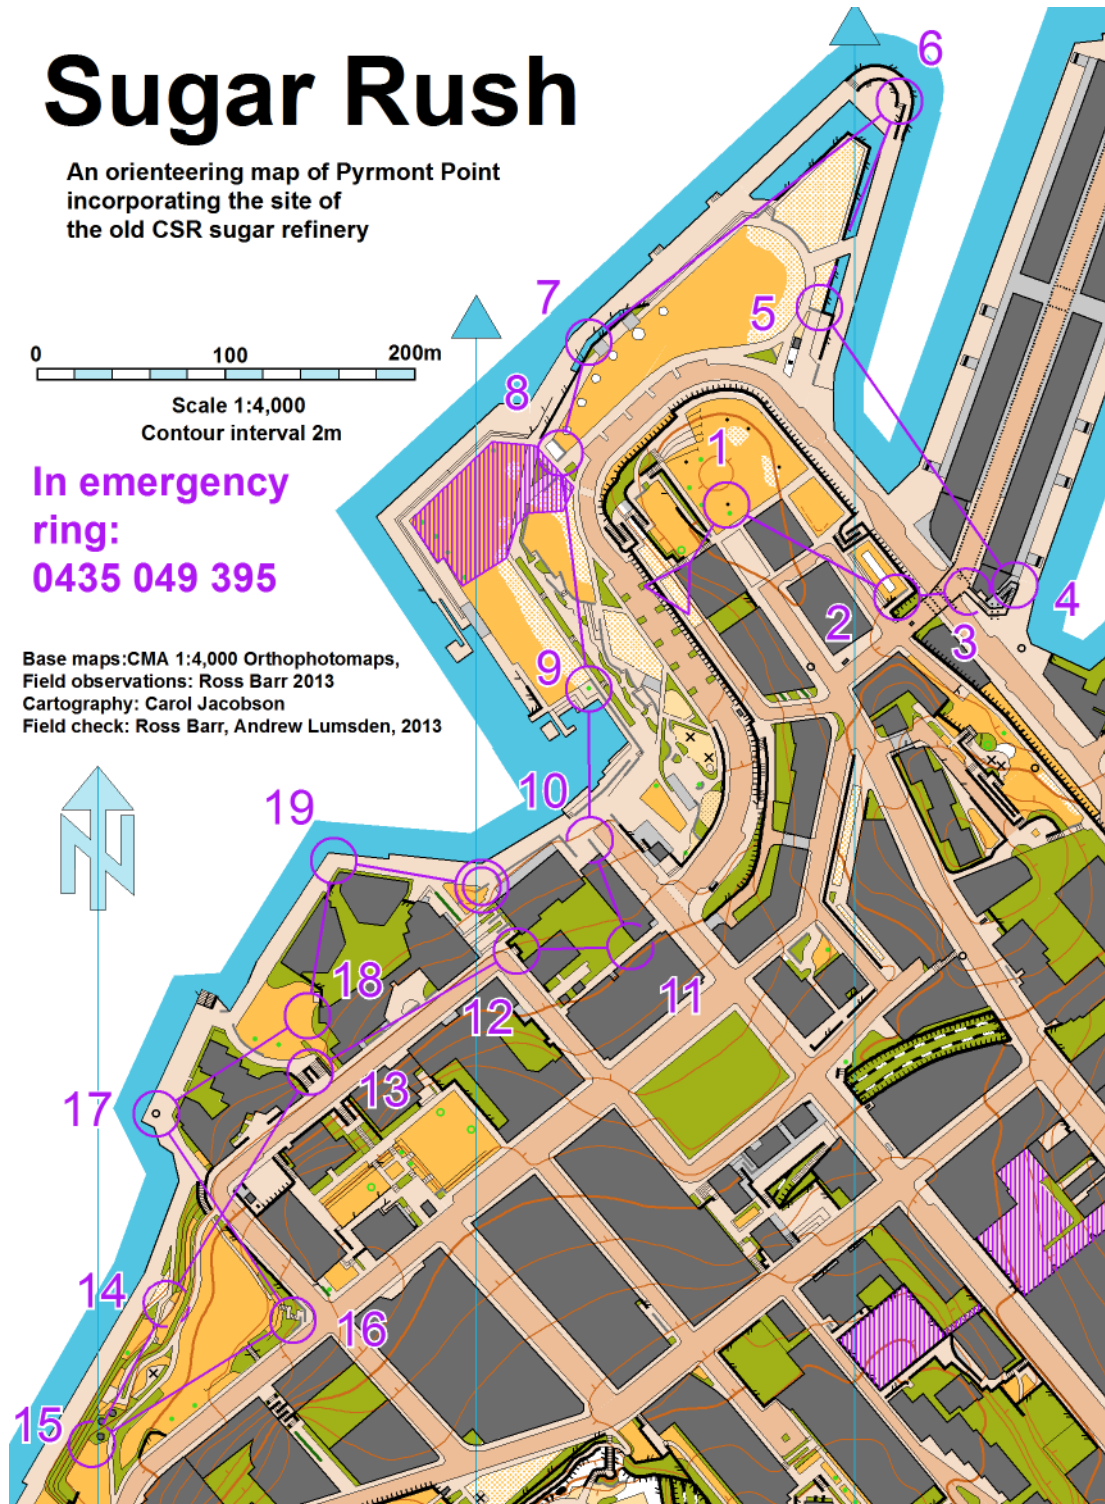 Sugar Rush
An orienteering map of Pyrmont Point
incorporating the site of
the old CSR sugar refinery
0 100 200m
Scale 1:4,000
Contour interval 2m
In emergency
ring:
0435 049 395
Base maps:CMA 1:4,000 Orthophotomaps,
Field observations: Ross Barr 2013
Cartography: Carol Jacobson
Field check: Ross Barr, Andrew Lumsden, 2013
N
6
7
5
8
1
2
3
4
9
10
19
18
12
11
17
13
14
16
15